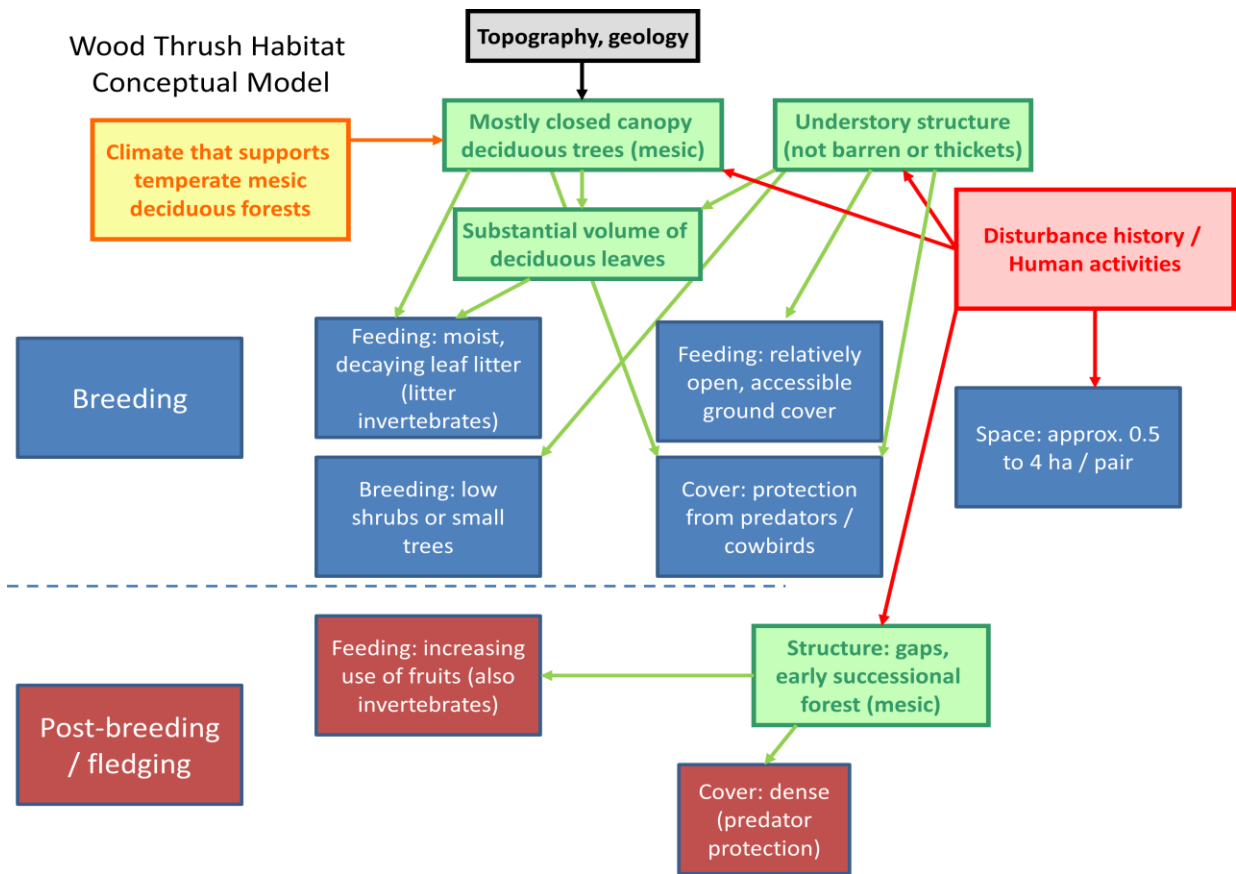 Wood Thrush Habitat
Conceptual Model
Topography, geology
Climate that supports
temperate mesic
deciduous forests
Mostly closed canopy
deciduous trees (mesic)
Understory structure
(not barren or thickets)
Substantial volume of
deciduous leaves
Disturbance history /
Human activities
Breeding
Feeding: moist,
decaying leaf litter
(litter
invertebrates)
Feeding: relatively
open, accessible
ground cover
Space: approx. 0.5
to 4 ha / pair
Breeding: low
shrubs or small
trees
Cover: protection
from predators /
cowbirds
Post-breeding
/ fledging
Feeding: increasing
use of fruits (also
invertebrates)
Structure: gaps,
early successional
forest (mesic)
Cover: dense
(predator
protection)